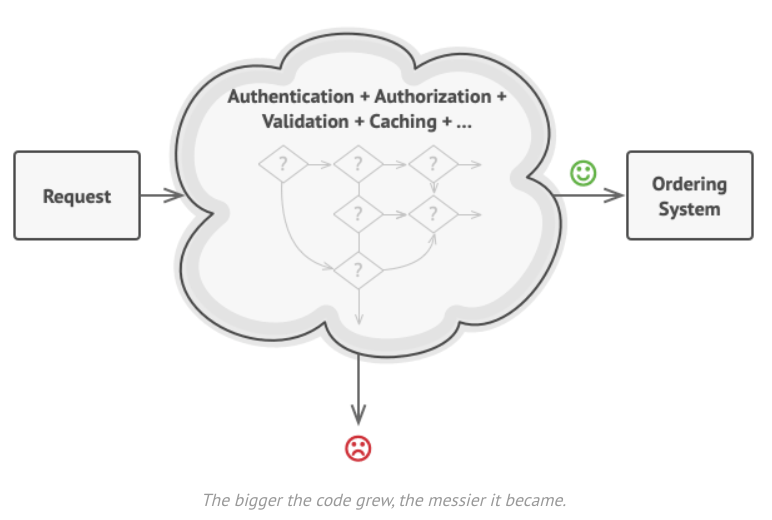 Authentication + Authorization +
Validation + Caching + ...
? ? ?
Request
Ordering
System
? ?
?
The bigger the code grew, the messier it became.